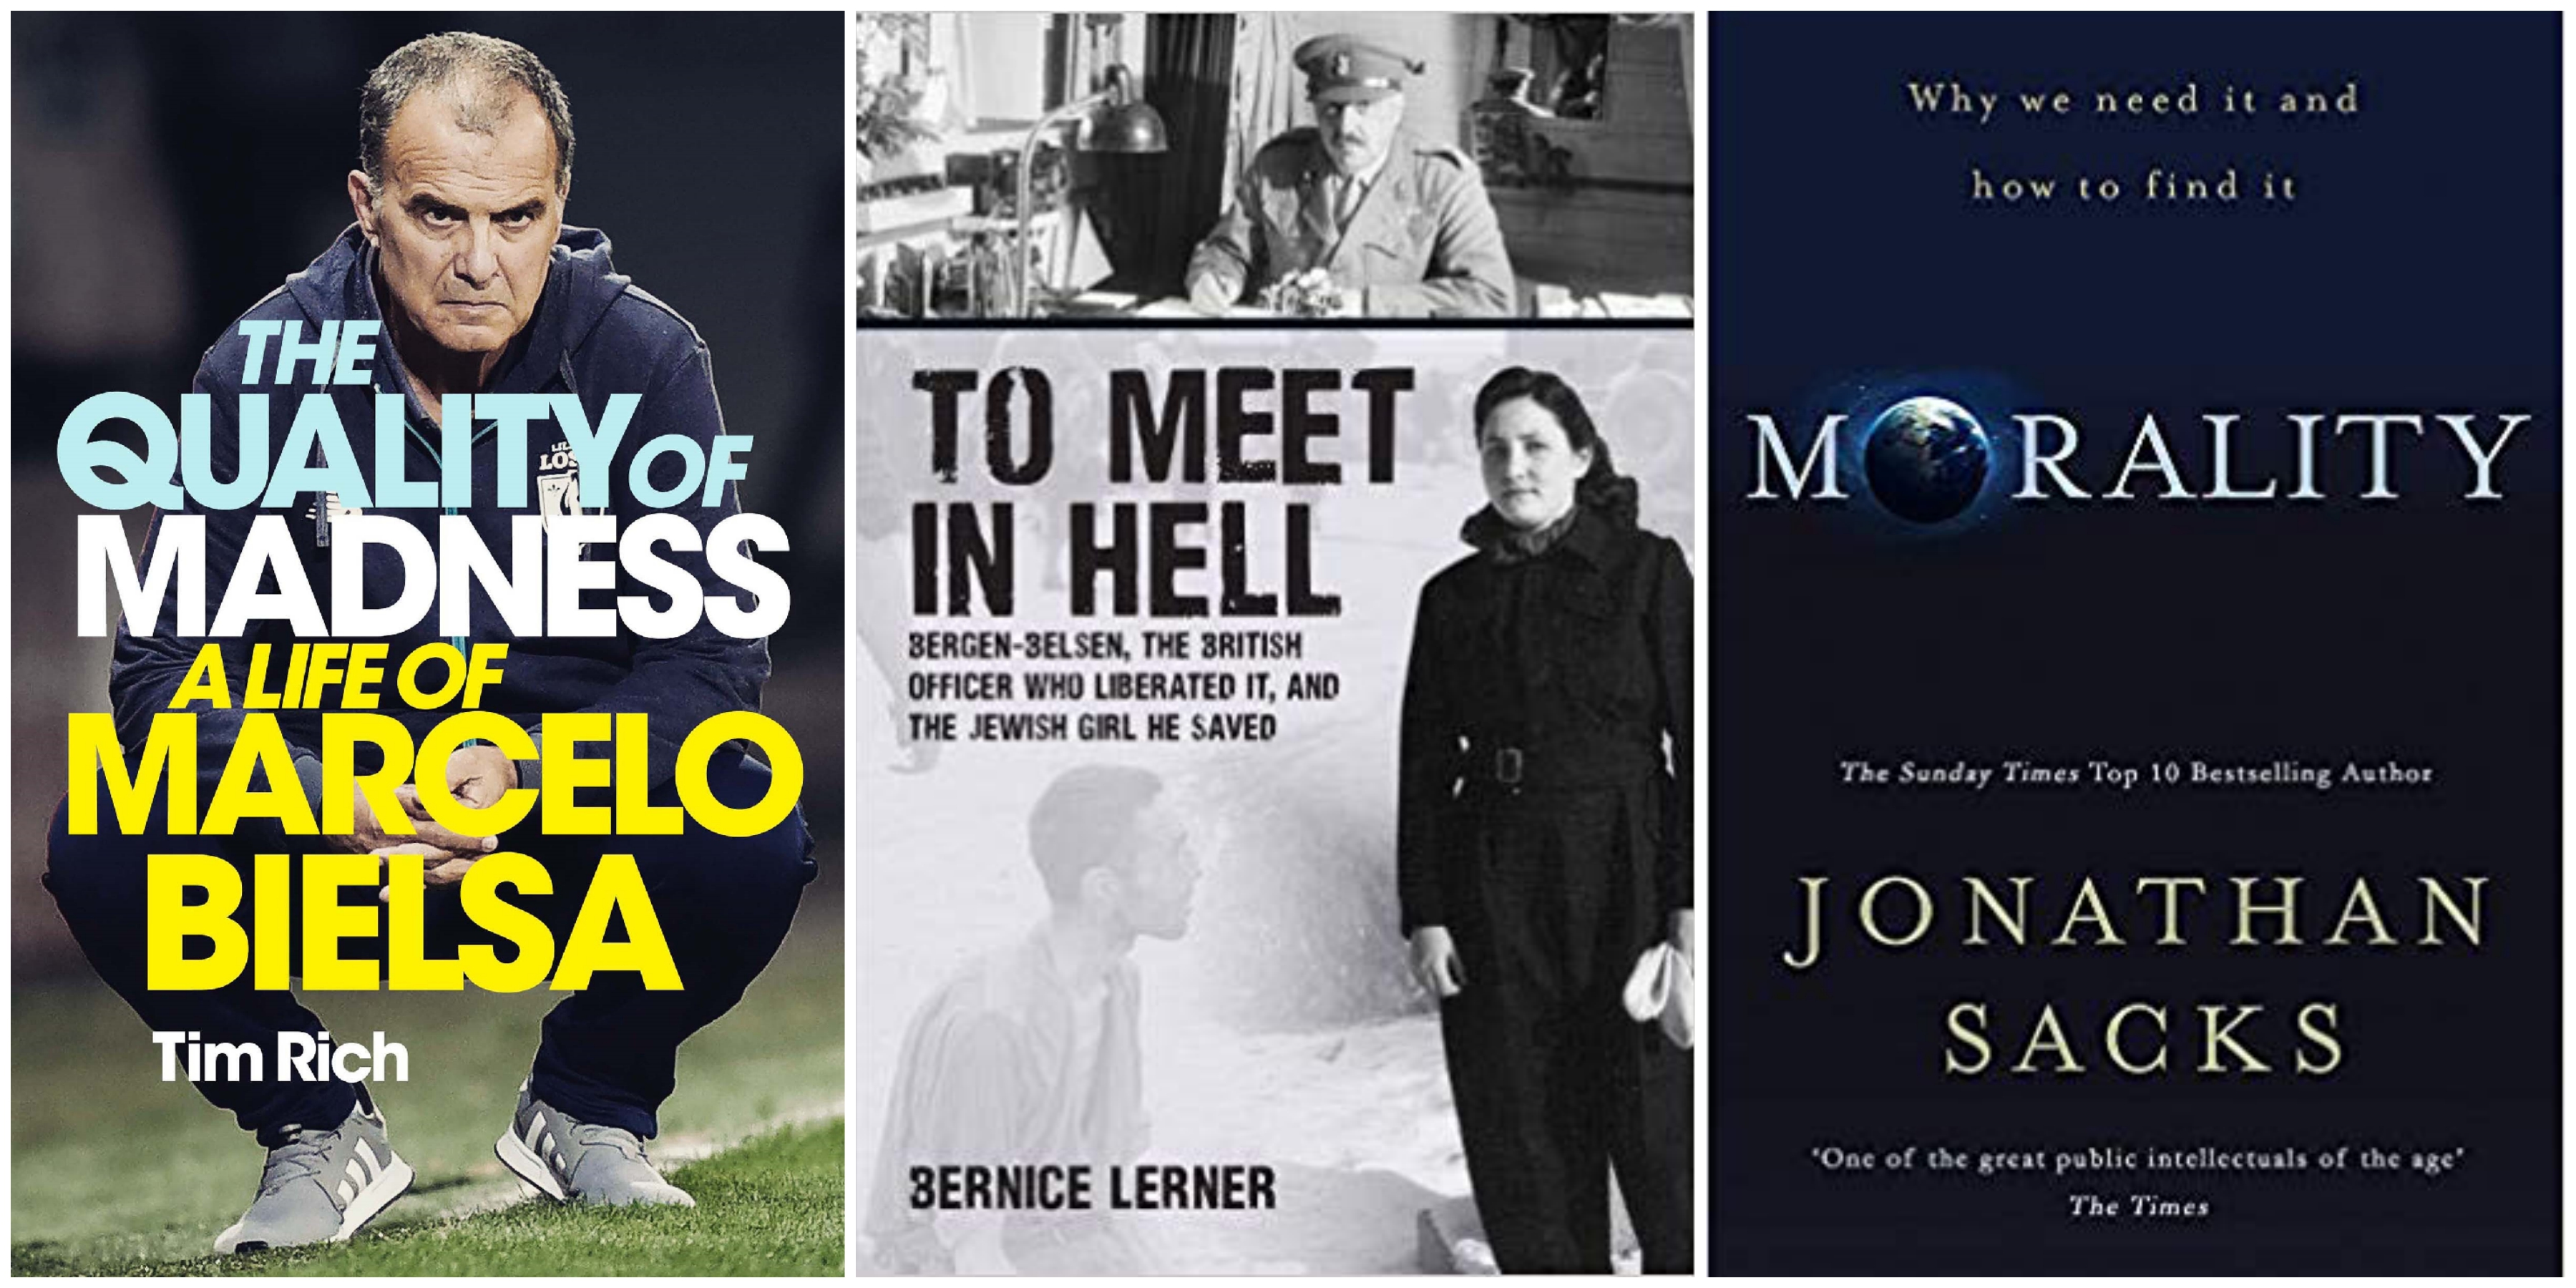 THE
QUALITY OF
MADNESS
A LIFE OF
MARCELO
BIELSA
Tim Rich
TO MEET
IN HELL
BERGEN-BELSEN, THE BRITISH
OFFICER WHO LIBERATED IT, AND
THE JEWISH GIRL HE SAVED
BERNICE LERNER
Why we need it and
how to find it
MORALITY
The Sunday Times Top 10 Bestselling Author
JONATHAN
SACKS
'One of the great public intellectuals of the age'
The Times